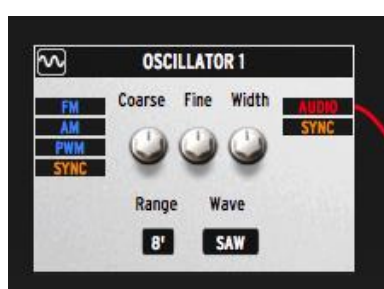 OSCILLATOR 1
FM
AM
PWM
SYNC
Coarse Fine Width
AUDIO
SYNC
Range Wave
8' SAW